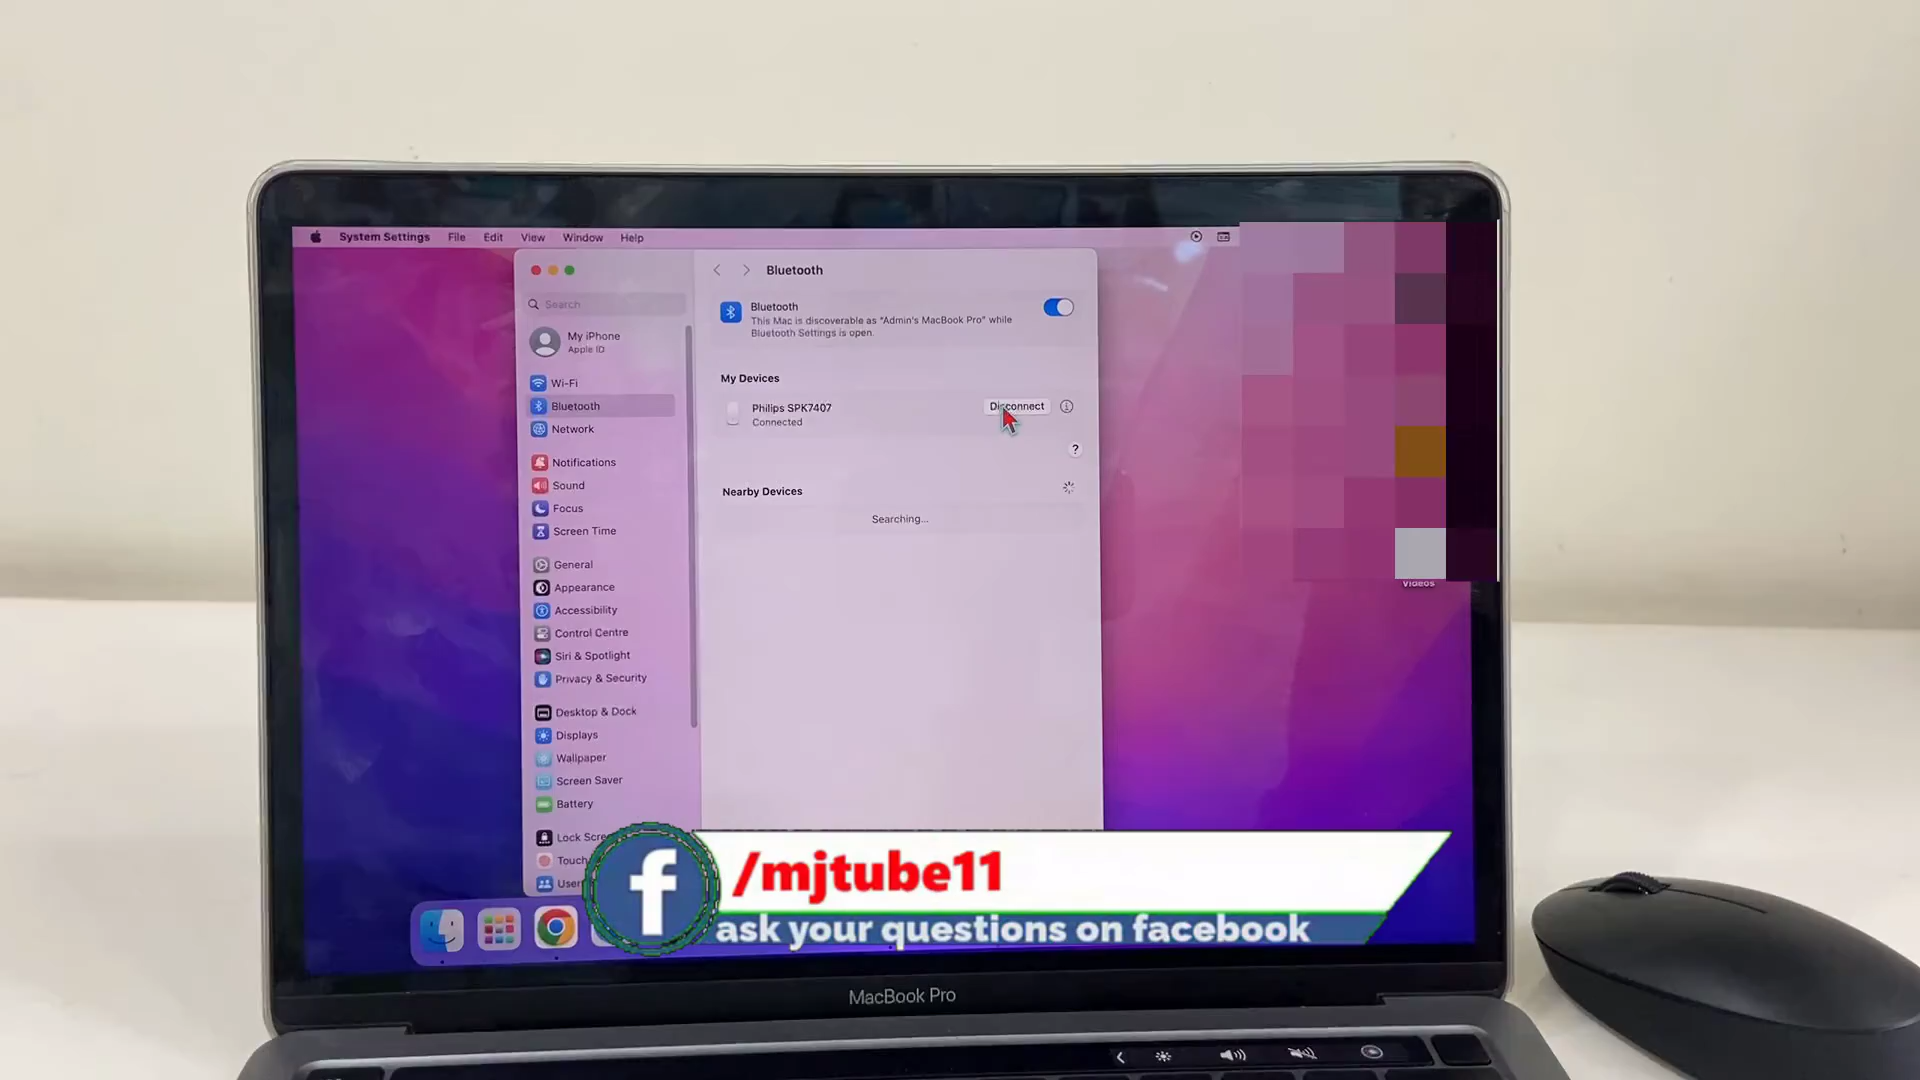 System Settings File Edit View Window Help
Bluetooth
Search
Bluetooth
This Mac is discoverable as "Admin's MacBook Pro" while
Bluetooth Settings is open.
My iPhone
Apple ID
Wi-Fi
Bluetooth
Network
Notifications
Sound
Focus
Screen Time
General
Appearance
Accessibility
Control Centre
Siri & Spotlight
Privacy & Security
Desktop & Dock
Displays
Wallpaper
Screen Saver
Battery
Lock
Touch
My Devices
Philips SPK7407
Connected
Disconnect
?
Nearby Devices
Searching...
Videos
/mjtube11
ask your questions on facebook
MacBook Pro